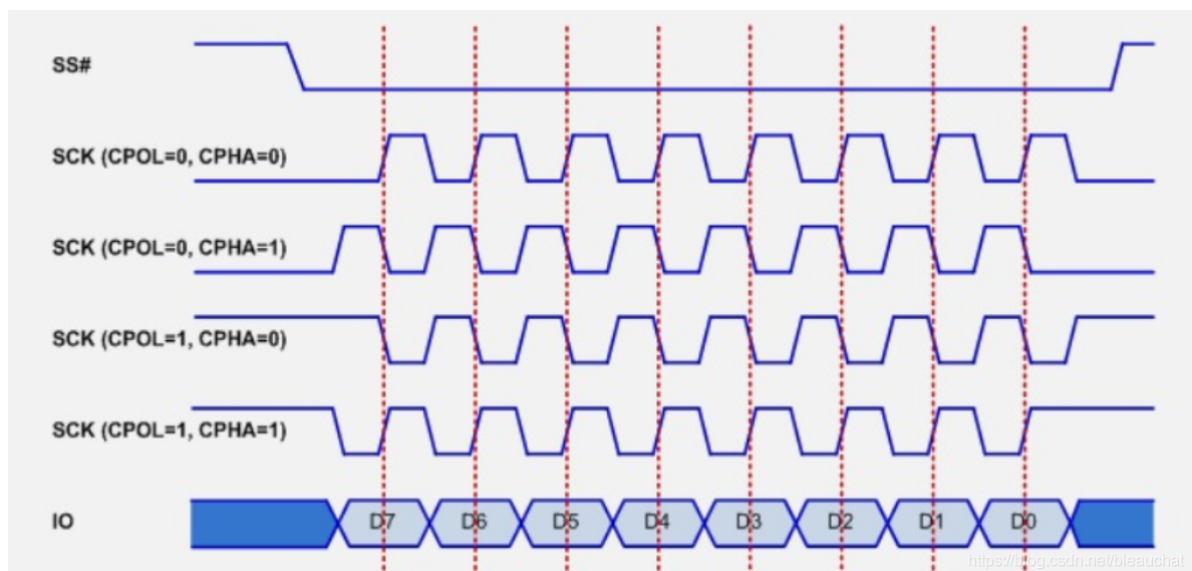 SS#
SCK (CPOL=0, CPHA=0)
SCK (CPOL=0, CPHA=1)
SCK (CPOL=1, CPHA=0)
SCK (CPOL=1, CPHA=1)
IO D7 D6 D5 D4 D3 D2 D1 D0
https://blog.csdn.net/bleauchat